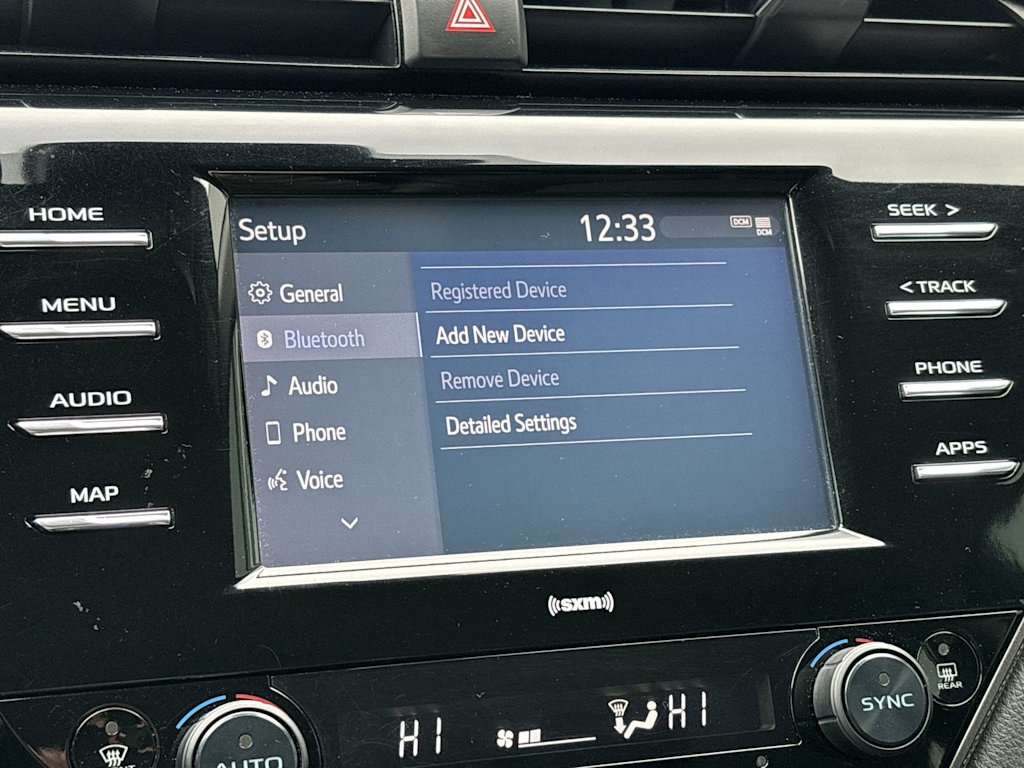 HOME
MENU
AUDIO
MAP
Setup
12:33
DCM
DCM
General
Bluetooth
Audio
Phone
Voice
Registered Device
Add New Device
Remove Device
Detailed Settings
SEEK >
< TRACK
PHONE
APPS
((sxm))
HI
HI
AUTO
SYNC
REAR